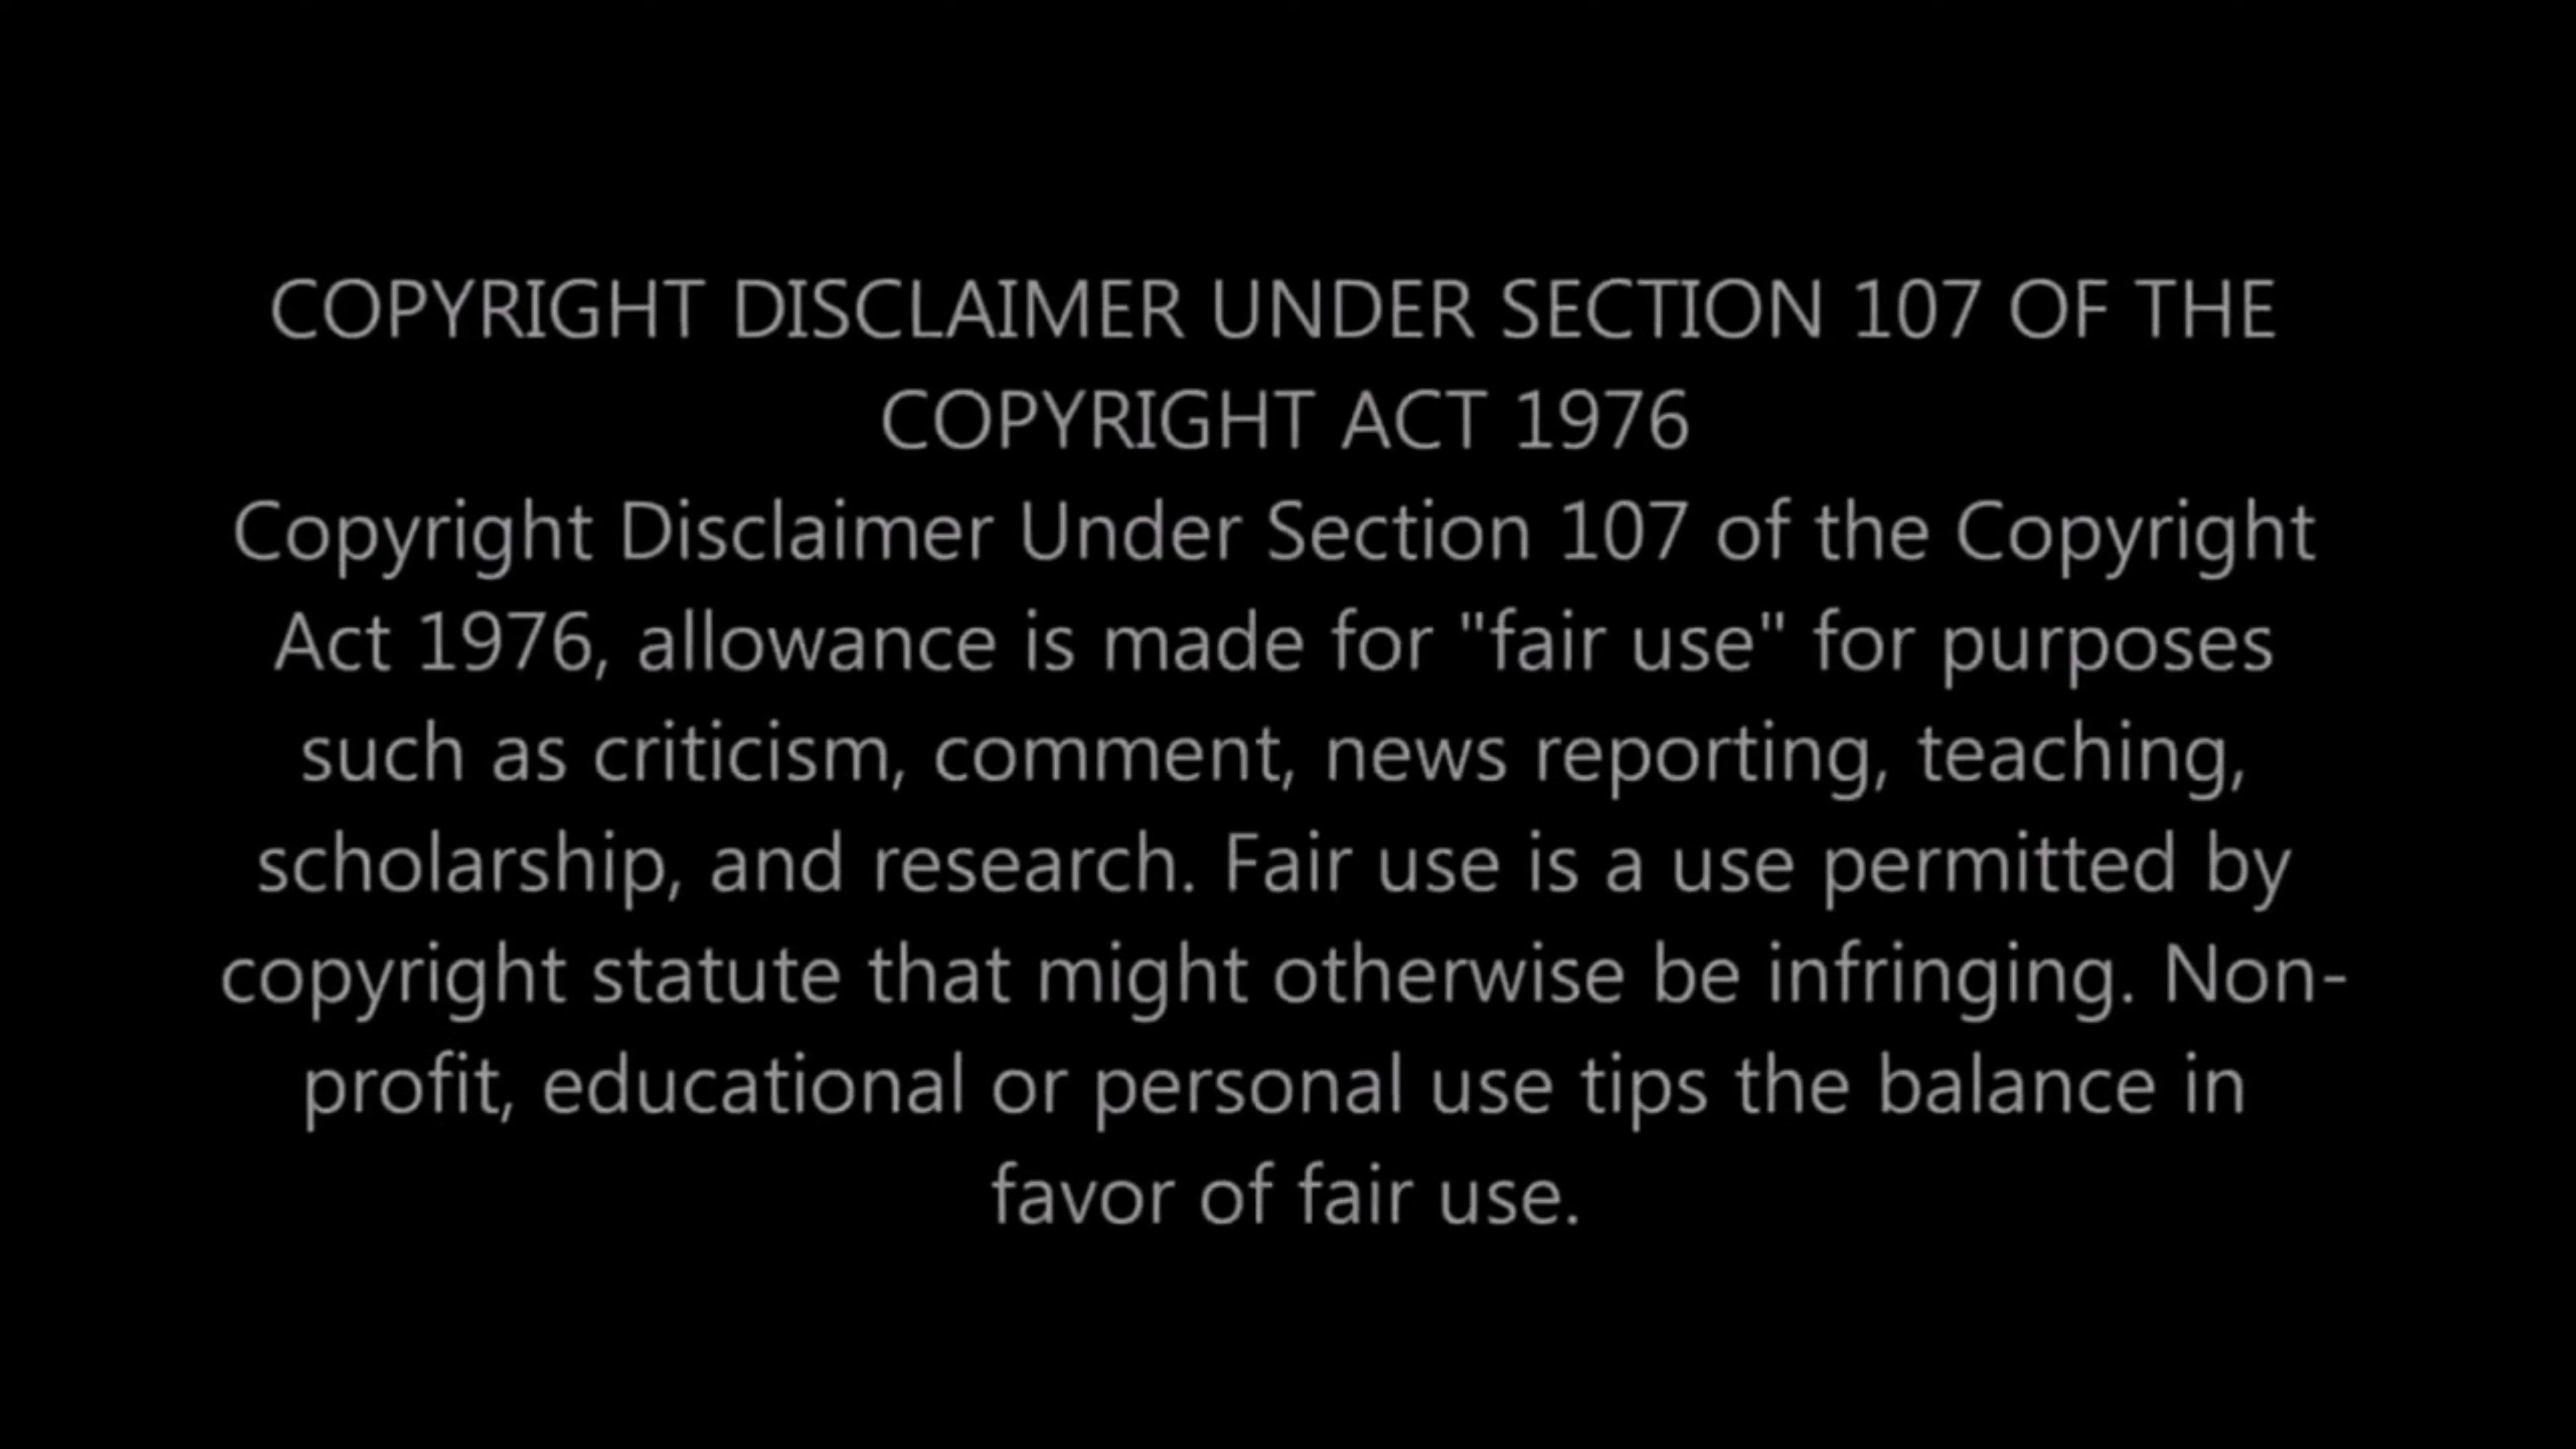 COPYRIGHT DISCLAIMER UNDER SECTION 107 OF THE
COPYRIGHT ACT 1976
Copyright Disclaimer Under Section 107 of the Copyright
Act 1976, allowance is made for "fair use" for purposes
such as criticism, comment, news reporting, teaching,
scholarship, and research. Fair use is a use permitted by
copyright statute that might otherwise be infringing. Non-
profit, educational or personal use tips the balance in
favor of fair use.